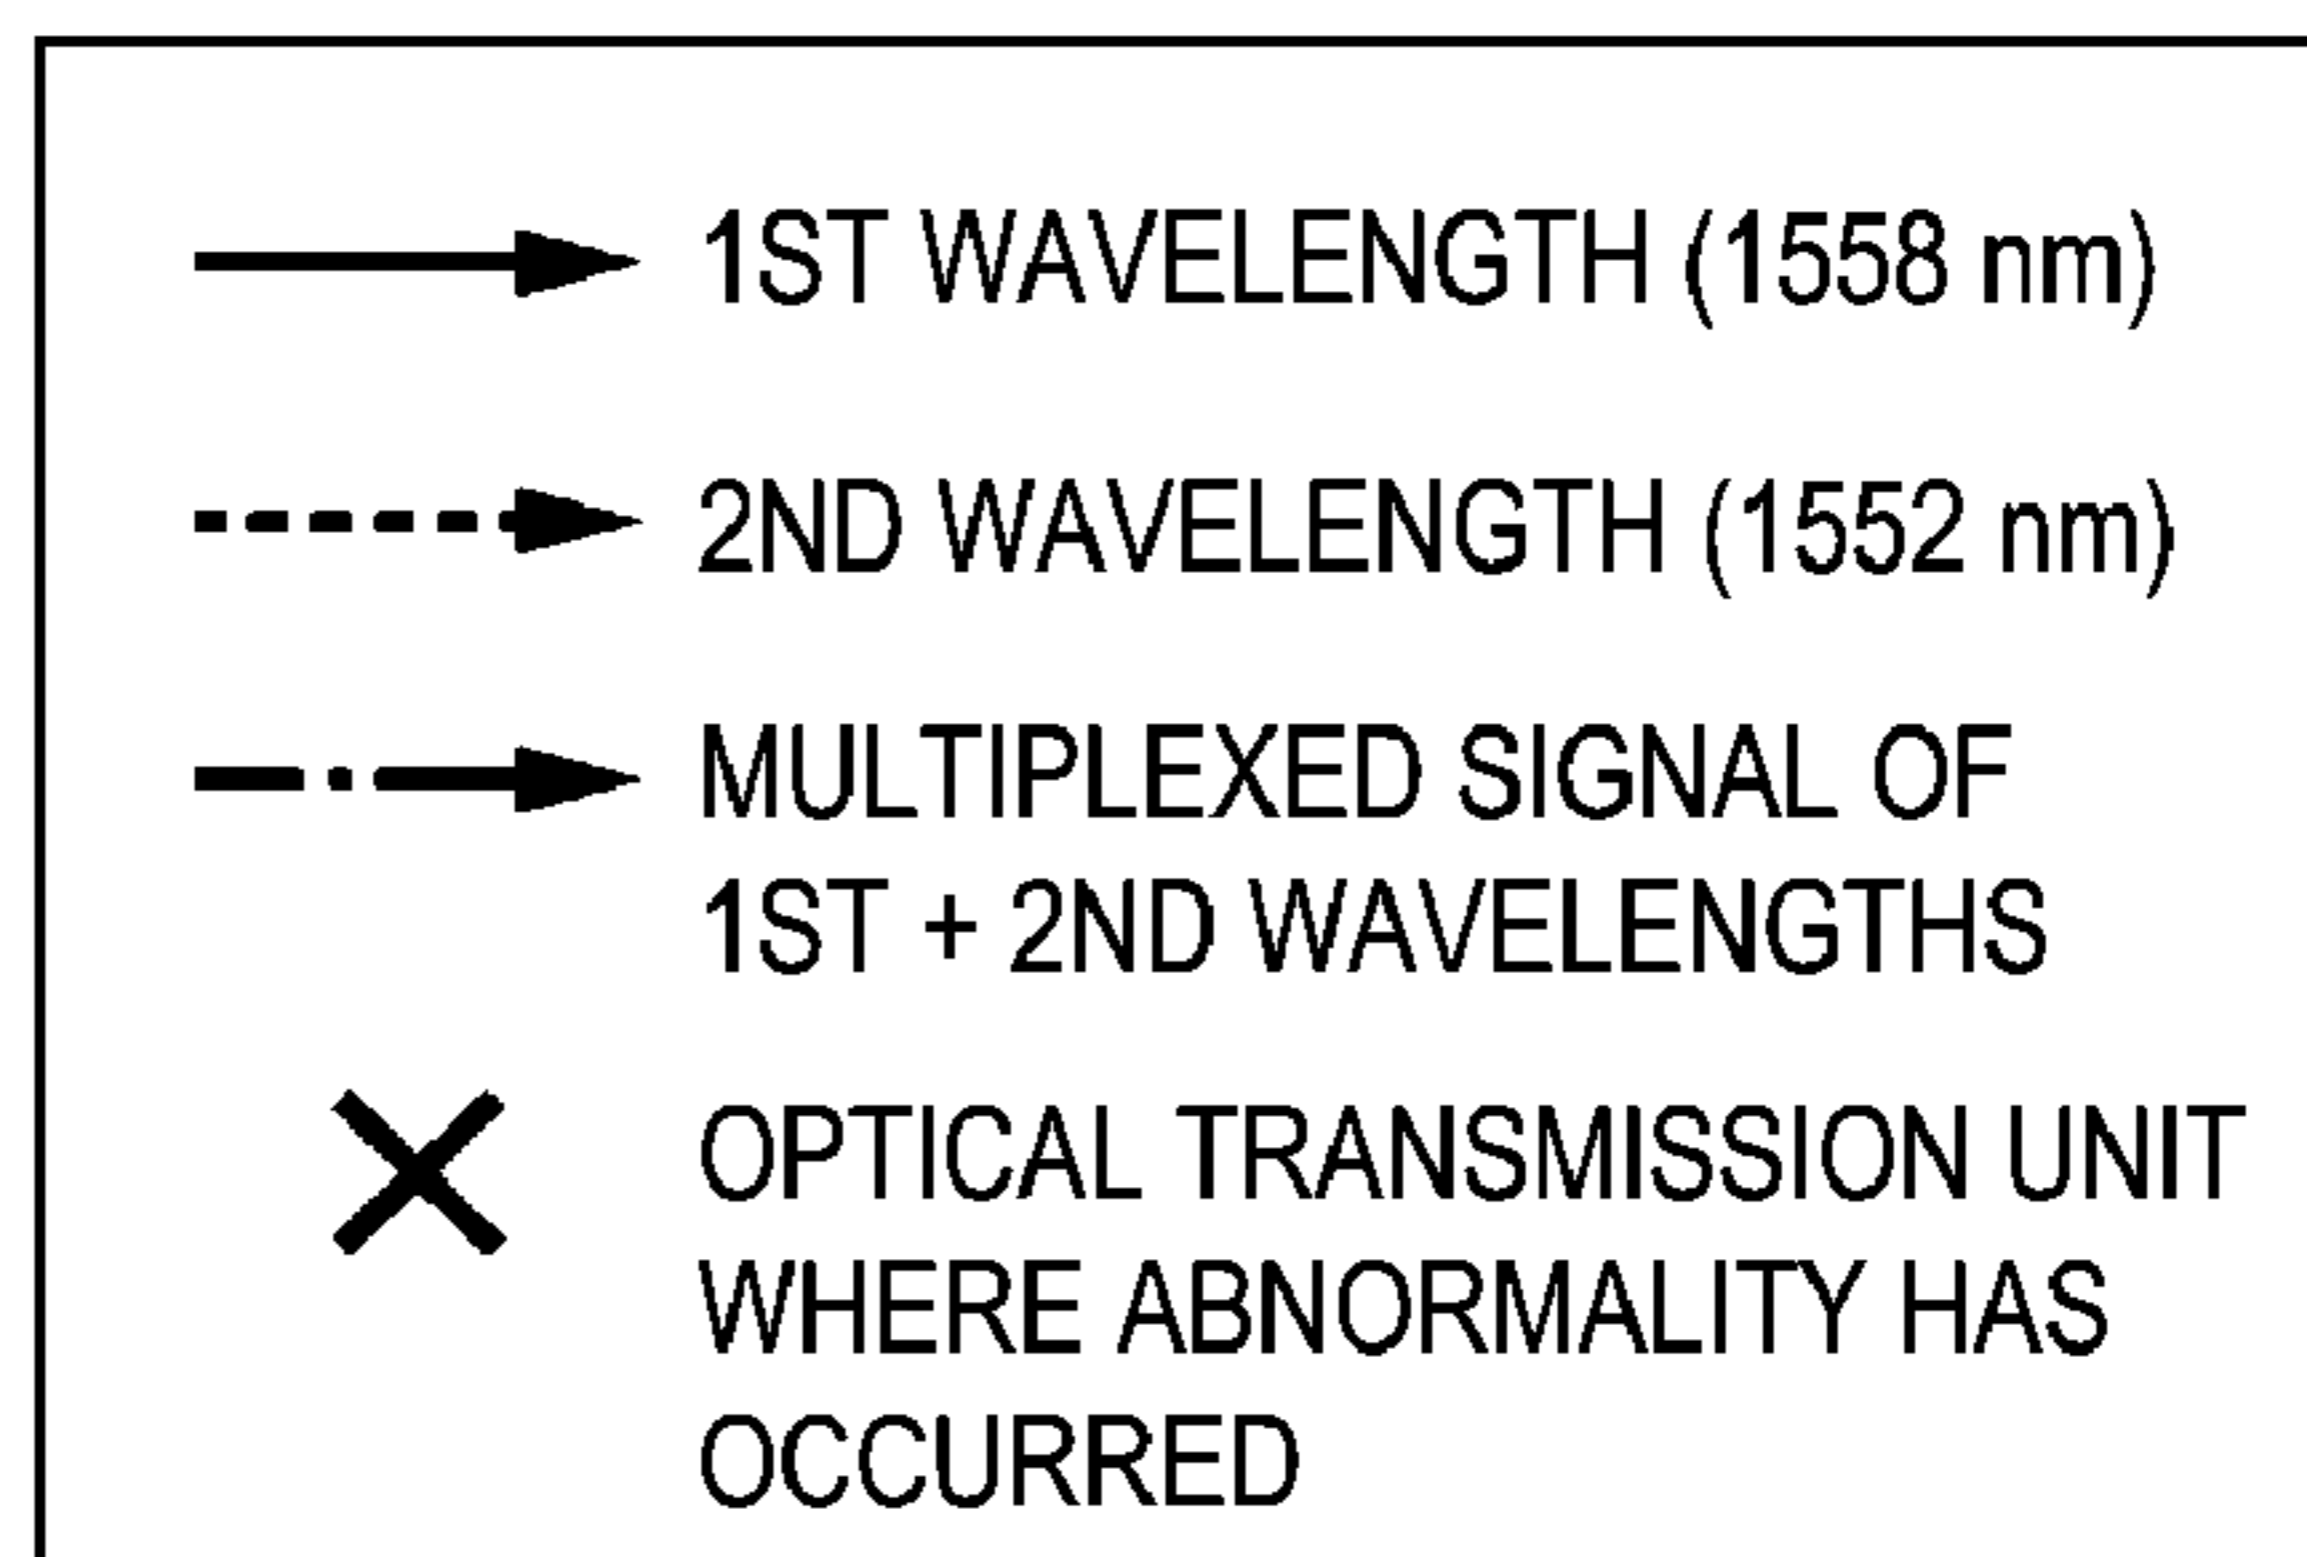 1ST WAVELENGTH (1558 nm)
2ND WAVELENGTH (1552 nm)
MULTIPLEXED SIGNAL OF
1ST + 2ND WAVELENGTHS
OPTICAL TRANSMISSION UNIT
WHERE ABNORMALITY HAS
OCCURRED